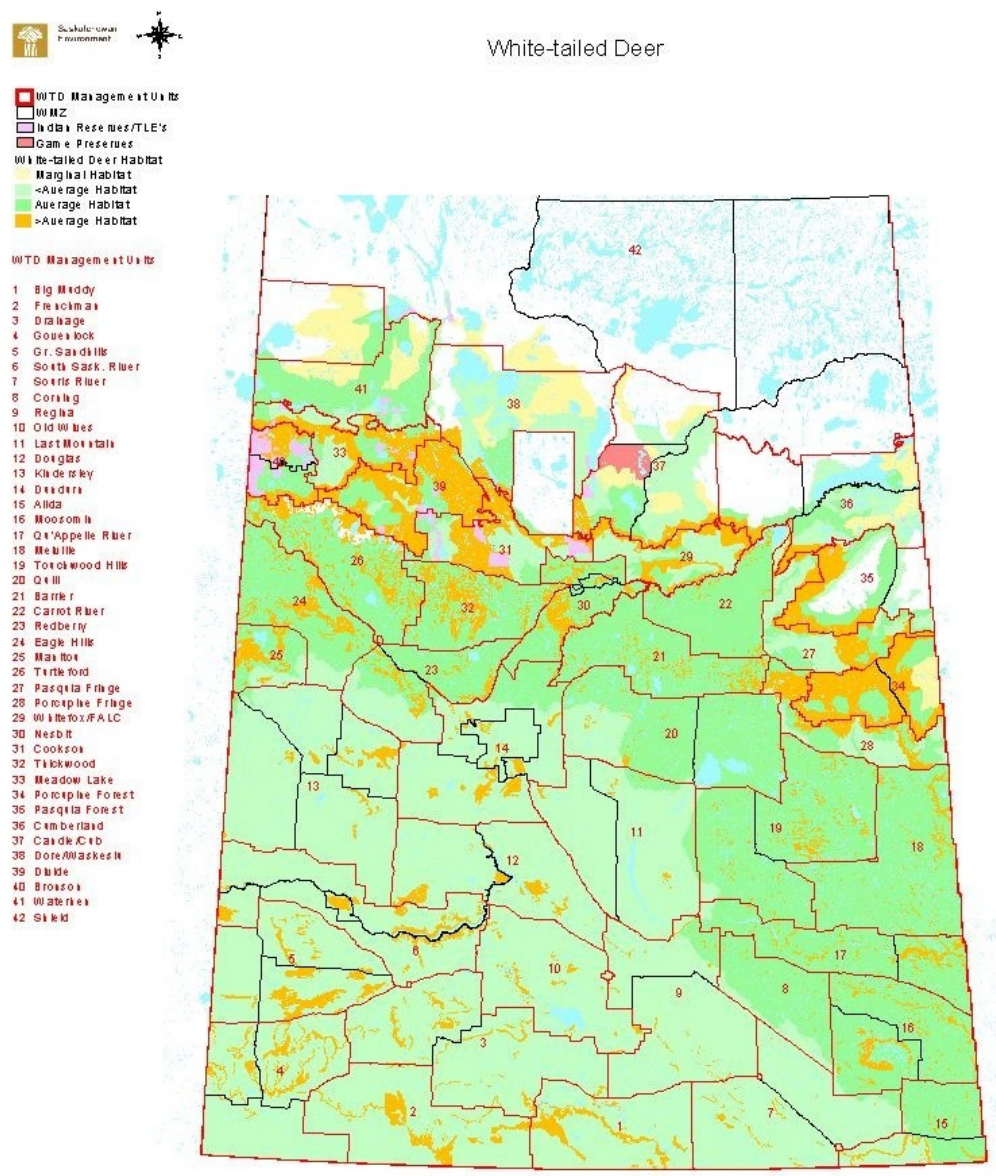 Saskatchewan
Environment
White-tailed Deer
WTD Management Units
WMZ
Indian Reserves/TLE's
Game Preserves
White-tailed Deer Habitat
Marginal Habitat
<Average Habitat
Average Habitat
>Average Habitat
WTD Management Units
1 Big Muddy
2 Frenchman
3 Drainage
4 Govenlock
5 Gr. Sandhills
6 South Sask. River
7 Souris River
8 Corning
9 Regina
10 Old Wives
11 Last Mountain
12 Douglas
13 Kindersley
14 Dundurn
15 Alida
16 Moosomin
17 Qu'Appelle River
18 Melville
19 Touchwood Hills
20 Quill
21 Barrier
22 Carrot River
23 Redberry
24 Eagle Hills
25 Manitou
26 Turtleford
27 Pasquia Fringe
28 Porcupine Fringe
29 Whitefox/FALC
30 Nesbit
31 Cookson
32 Thickwood
33 Meadow Lake
34 Porcupine Forest
35 Pasquia Forest
36 Cumberland
37 Candle/Cub
38 Dore/Waskesiu
39 Divide
40 Bronson
41 Waterhen
42 Shield
42
41
38
33
40
39
37
36
31
29
35
26
24
32
30
22
25
23
21
27
34
14
20
28
13
11
19
18
12
5
6
10
17
9
8
16
3
4
2
1
7
15